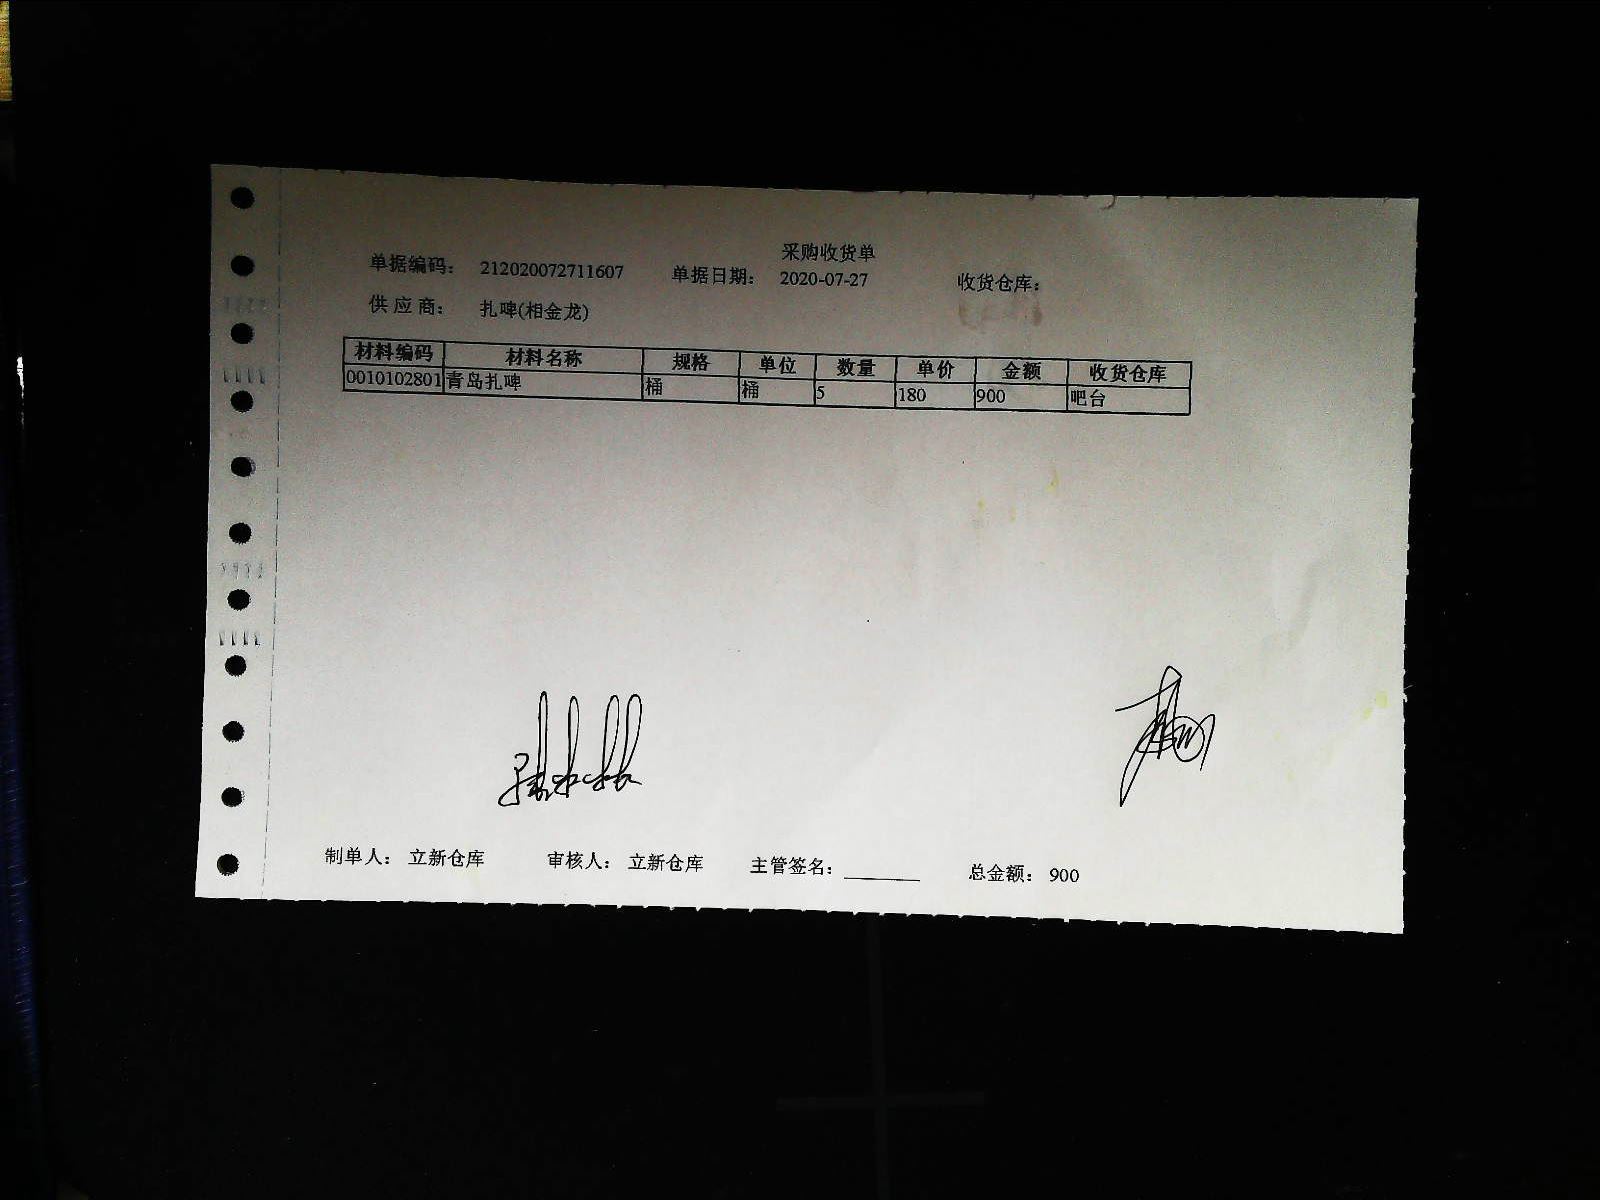 采购收货单
单据编码： 212020072711607 单据日期： 2020-07-27 收货仓库：
供 应 商： 扎啤(相金龙)
材料编码 材料名称 规格 单位 数量 单价 金额 收货仓库
0010102801 青岛扎啤 桶 桶 5 180 900 吧台
制单人： 立新仓库 审核人： 立新仓库 主管签名：________ 总金额： 900